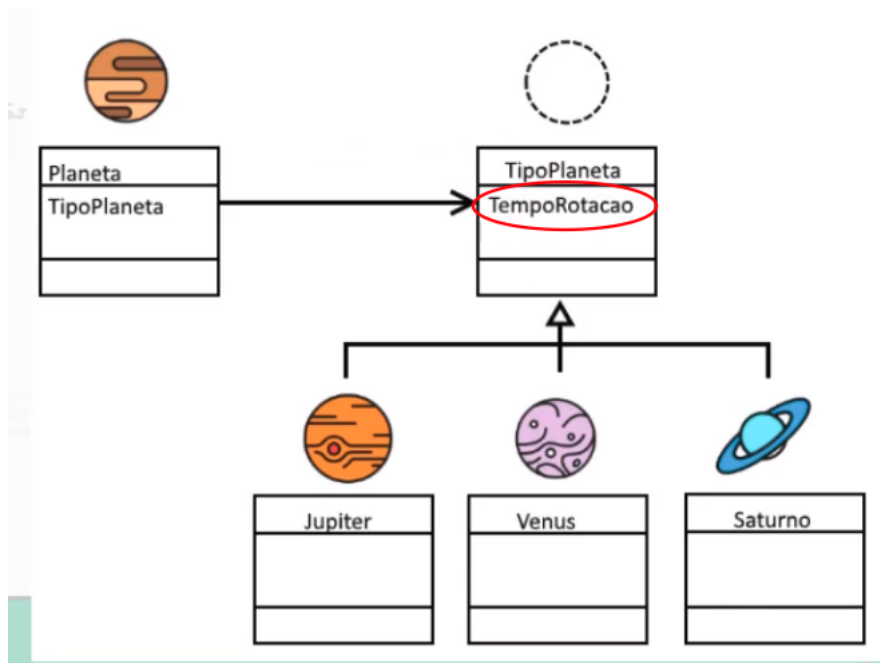 Planeta
TipoPlaneta
TipoPlaneta
TempoRotacao
Jupiter
Venus
Saturno